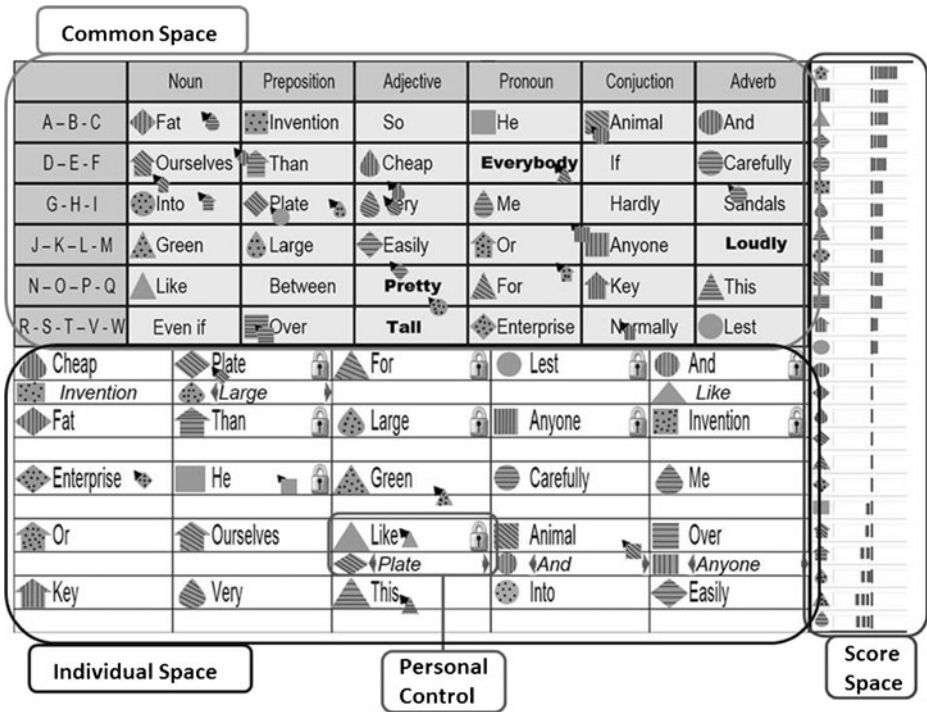 Common Space
Noun Preposition Adjective Pronoun Conjuction Adverb
A – B - C Fat Invention So He Animal And
D – E - F Ourselves Than Cheap Everybody If Carefully
G - H - I Into Plate Very Me Hardly Sandals
J – K – L - M Green Large Easily Or Anyone Loudly
N – O – P - Q Like Between Pretty For Key This
R - S - T – V - W Even if Over Tall Enterprise Normally Lest
Cheap Plate For Lest And
Invention Large Like
Fat Than Large Anyone Invention
Enterprise He Green Carefully Me
Or Ourselves Like Animal Over
Plate And Anyone
Key Very This Into Easily
Individual Space
Personal
Control
Score
Space